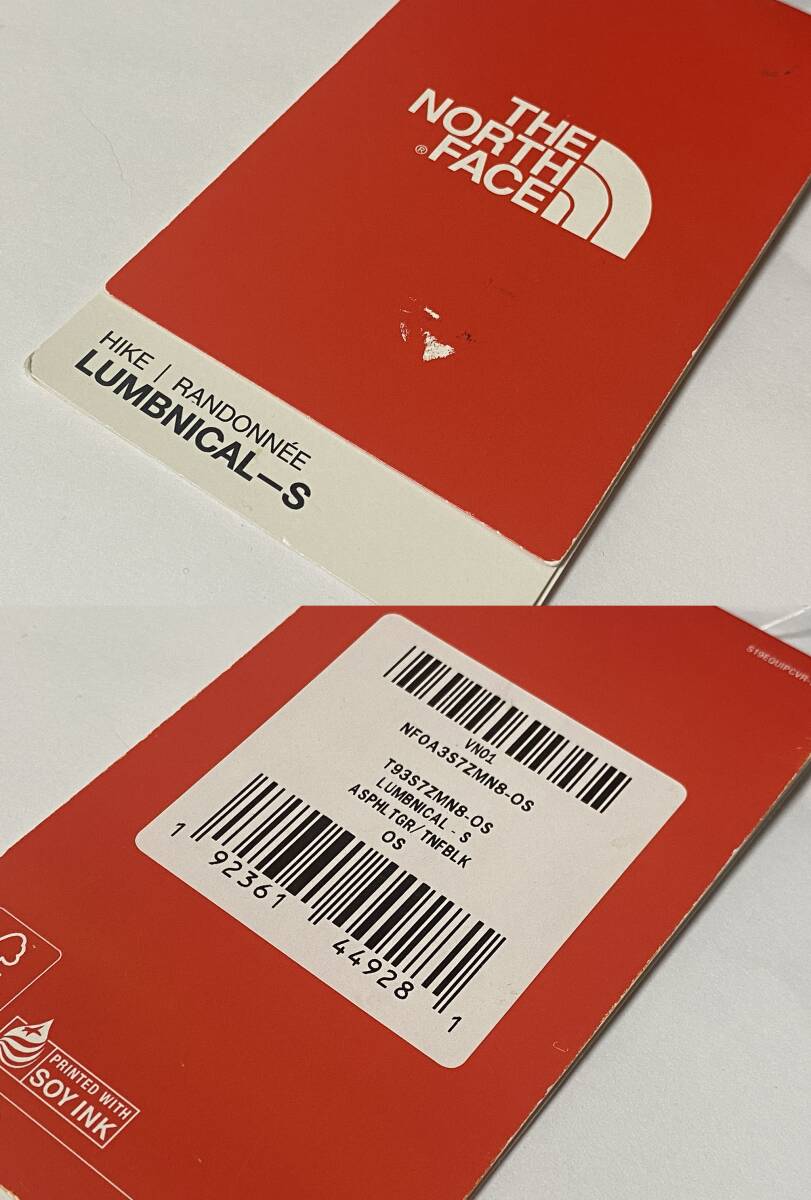 THE
NORTH
FACE
®
HIKE | RANDONNÉE
LUMBNICAL–S
S19EQUIPCVR-
VN01
NF0A3S7ZMN8-OS
T93S7ZMN8-OS
LUMBNICAL - S
ASPHLTGR/TNFBLK
OS
1 92361 44928 1
PRINTED WITH
SOY INK